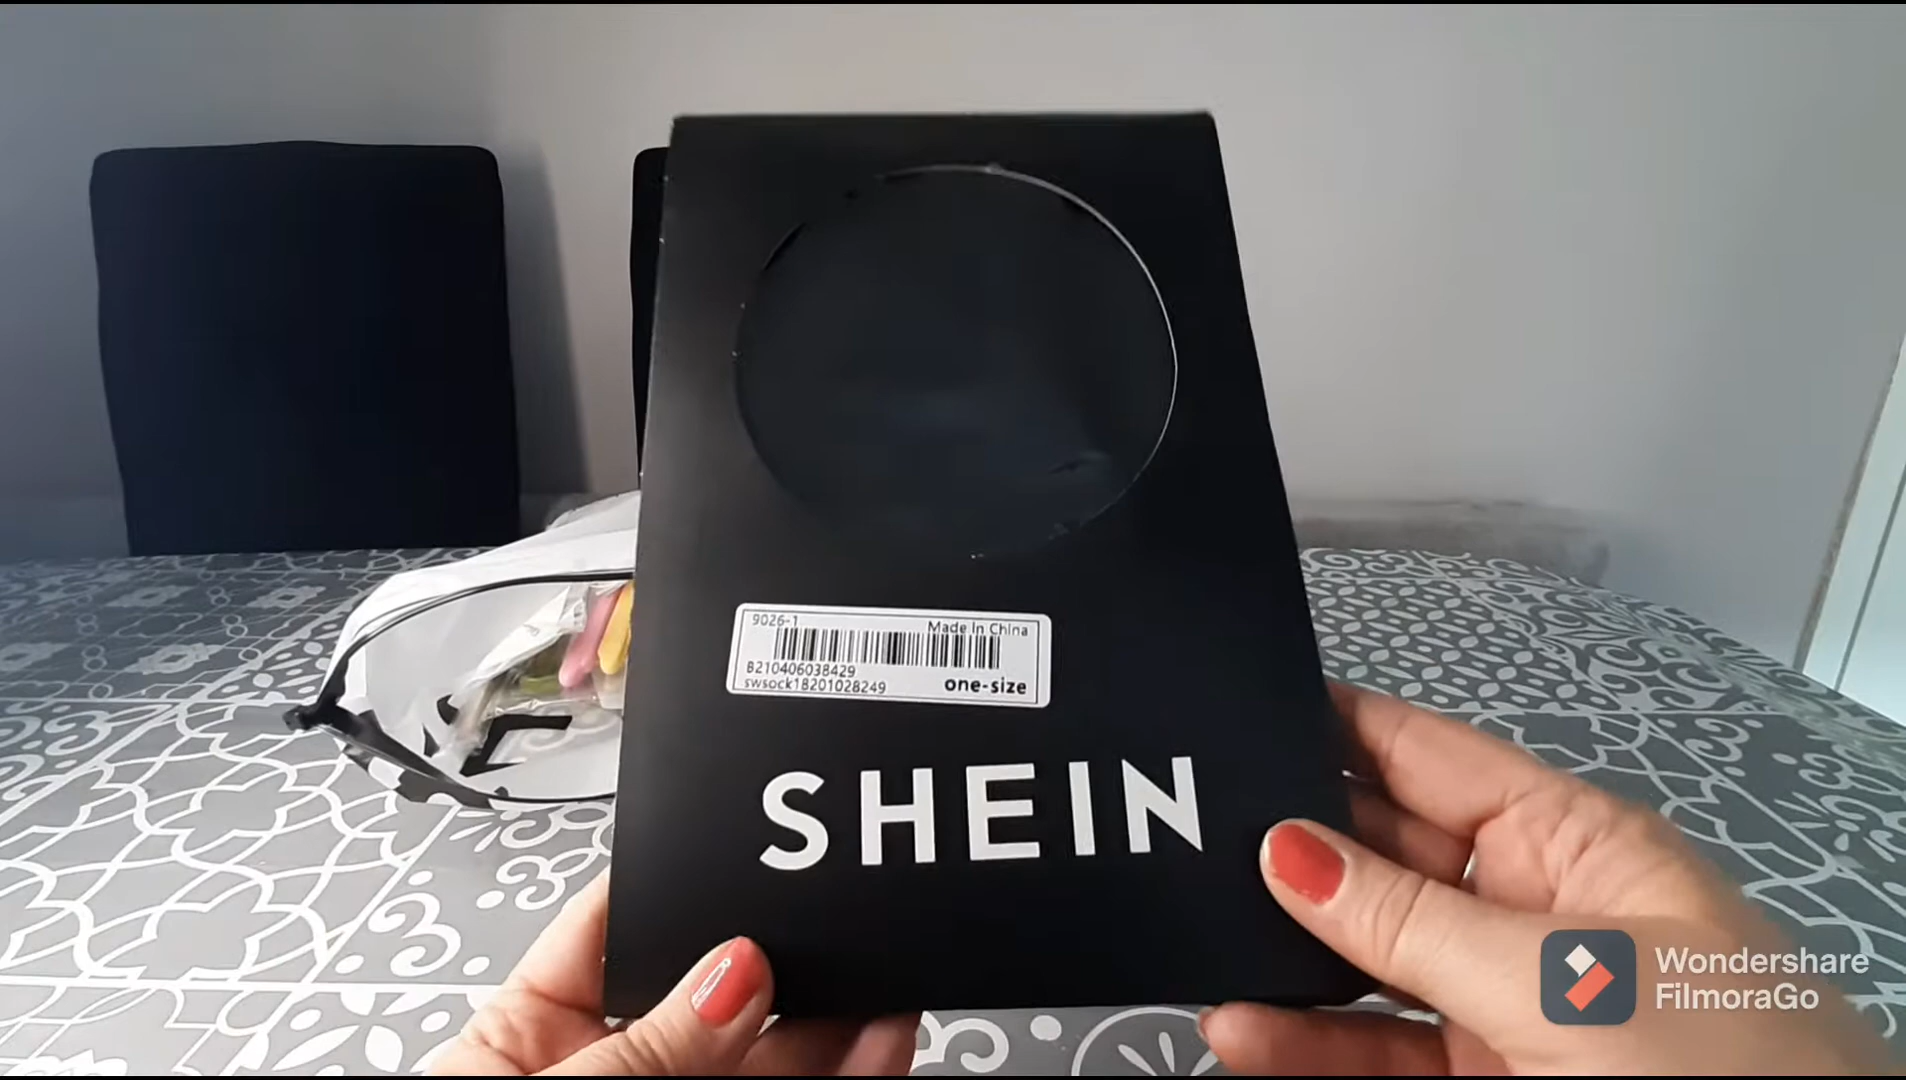 9026-1
Made In China
B210406038429
swsock18201028249
one-size
SHEIN
Wondershare
FilmoraGo